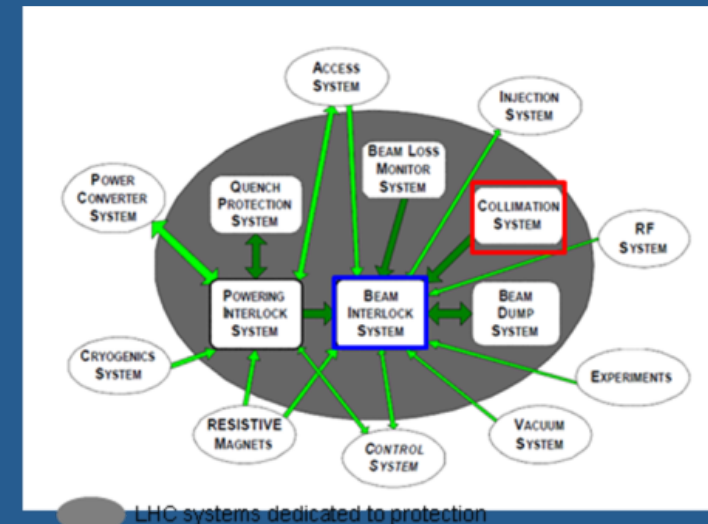 ACCESS
SYSTEM
INJECTION
SYSTEM
BEAM LOSS
MONITOR
SYSTEM
POWER
CONVERTER
SYSTEM
QUENCH
PROTECTION
SYSTEM
COLLIMATION
SYSTEM
RF
SYSTEM
POWERING
INTERLOCK
SYSTEM
BEAM
INTERLOCK
SYSTEM
BEAM
DUMP
SYSTEM
CRYOGENICS
SYSTEM
EXPERIMENTS
RESISTIVE
MAGNETS
CONTROL
SYSTEM
VACUUM
SYSTEM
LHC systems dedicated to protection